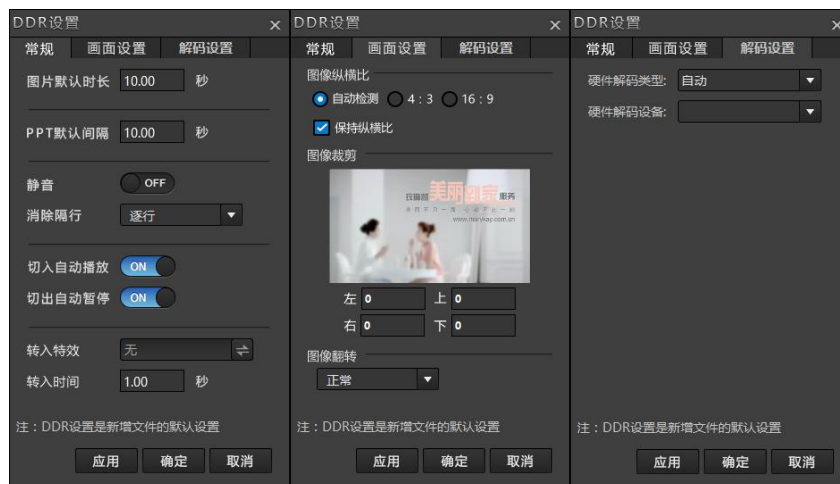 DDR设置 ×
常规 画面设置 解码设置
图片默认时长 10.00 秒
PPT默认间隔 10.00 秒
静音 OFF
消除隔行 逐行
切入自动播放 ON
切出自动暂停 ON
转入特效 无
转入时间 1.00 秒
注：DDR设置是新增文件的默认设置
应用 确定 取消
DDR设置 ×
常规 画面设置 解码设置
图像纵横比
自动检测 4:3 16:9
保持纵横比
图像裁剪
美丽到家 服务
www.marykay.com.cn
左 0 上 0
右 0 下 0
图像翻转
正常
注：DDR设置是新增文件的默认设置
应用 确定 取消
DDR设置 ×
常规 画面设置 解码设置
硬件解码类型: 自动
硬件解码设备:
注：DDR设置是新增文件的默认设置
应用 确定 取消